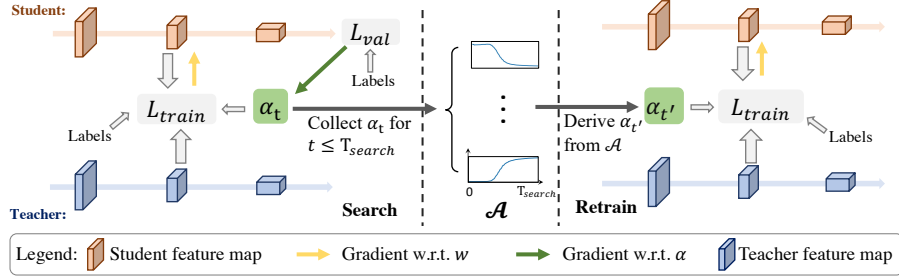 Student:
L_val
Labels
L_train
α_t
Labels
Collect α_t for
t ≤ T_search
Teacher:
Search
0
T_search
𝒜
Derive α_t'
from 𝒜
α_t'
L_train
Labels
Retrain
Legend:
Student feature map
Gradient w.r.t. w
Gradient w.r.t. α
Teacher feature map